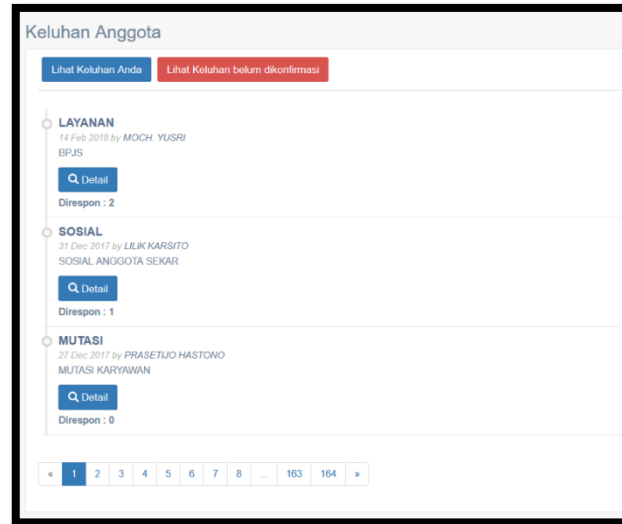 Keluhan Anggota
Lihat Keluhan Anda Lihat Keluhan belum dikonfirmasi
LAYANAN
14 Feb 2018 by MOCH. YUSRI
BPJS
Detail
Direspon : 2
SOSIAL
31 Dec 2017 by LILIK KARSITO
SOSIAL ANGGOTA SEKAR
Detail
Direspon : 1
MUTASI
27 Dec 2017 by PRASETIJO HASTONO
MUTASI KARYAWAN
Detail
Direspon : 0
« 1 2 3 4 5 6 7 8 ... 163 164 »